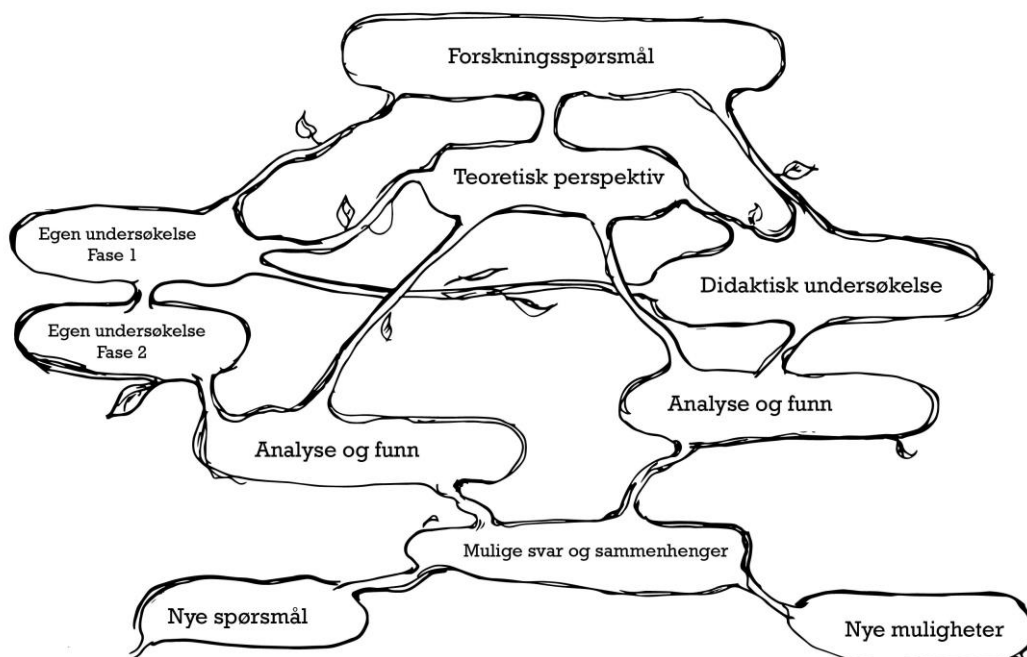 Forskningsspørsmål
Teoretisk perspektiv
Egen undersøkelse
Fase 1
Didaktisk undersøkelse
Egen undersøkelse
Fase 2
Analyse og funn
Analyse og funn
Mulige svar og sammenhenger
Nye spørsmål
Nye muligheter